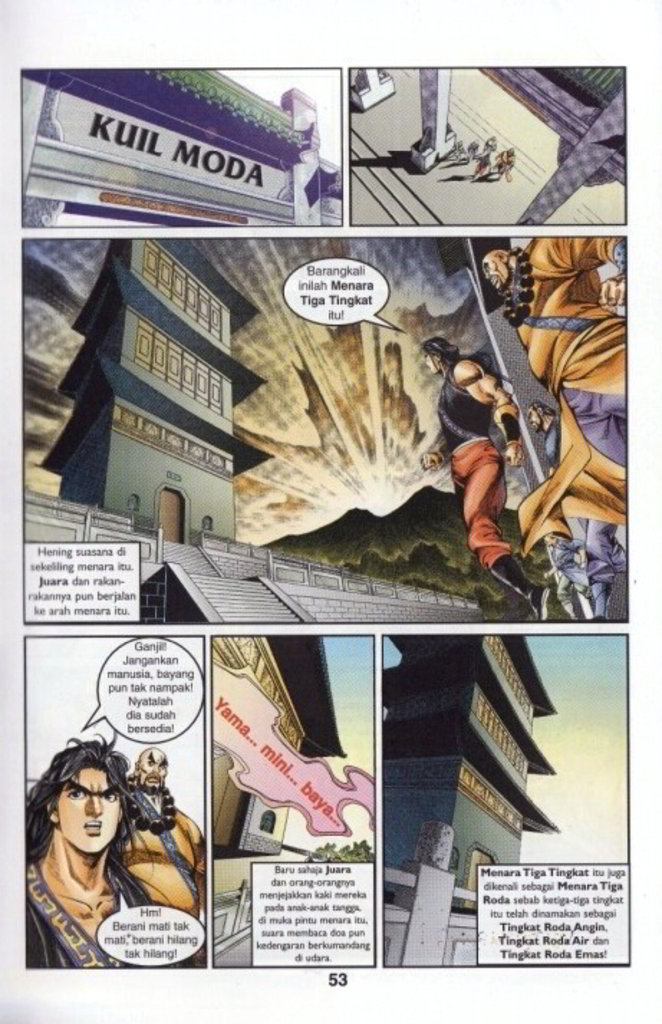 KUIL MODA
Barangkali
inilah Menara
Tiga Tingkat
itu!
Hening suasana di
sekeliling menara itu.
Juara dan rakan-
rakannya pun berjalan
ke arah menara itu.
Ganjil!
Jangankan
manusia, bayang
pun tak nampak!
Nyatalah
dia sudah
bersedia!
Hm!
Berani mati tak
mati, berani hilang
tak hilang!
Yama... mini... baya...
Baru sahaja Juara
dan orang-orangnya
menjejakkan kaki mereka
pada anak-anak tangga,
di muka pintu menara itu,
suara membaca doa pun
kedengaran berkumandang
di udara.
Menara Tiga Tingkat itu juga
dikenali sebagai Menara Tiga
Roda sebab ketiga-tiga tingkat
itu telah dinamakan sebagai
Tingkat Roda Angin,
Tingkat Roda Air dan
Tingkat Roda Emas!
53